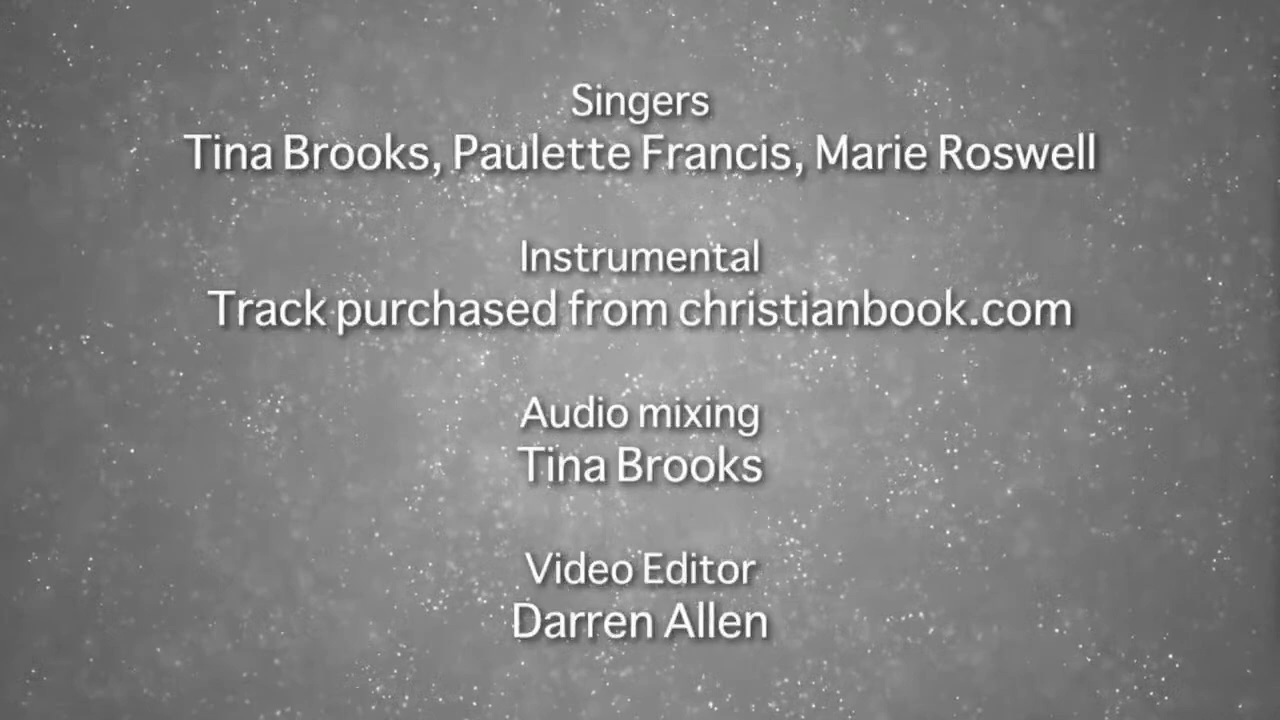 Singers
Tina Brooks, Paulette Francis, Marie Roswell
Instrumental
Track purchased from christianbook.com
Audio mixing
Tina Brooks
Video Editor
Darren Allen